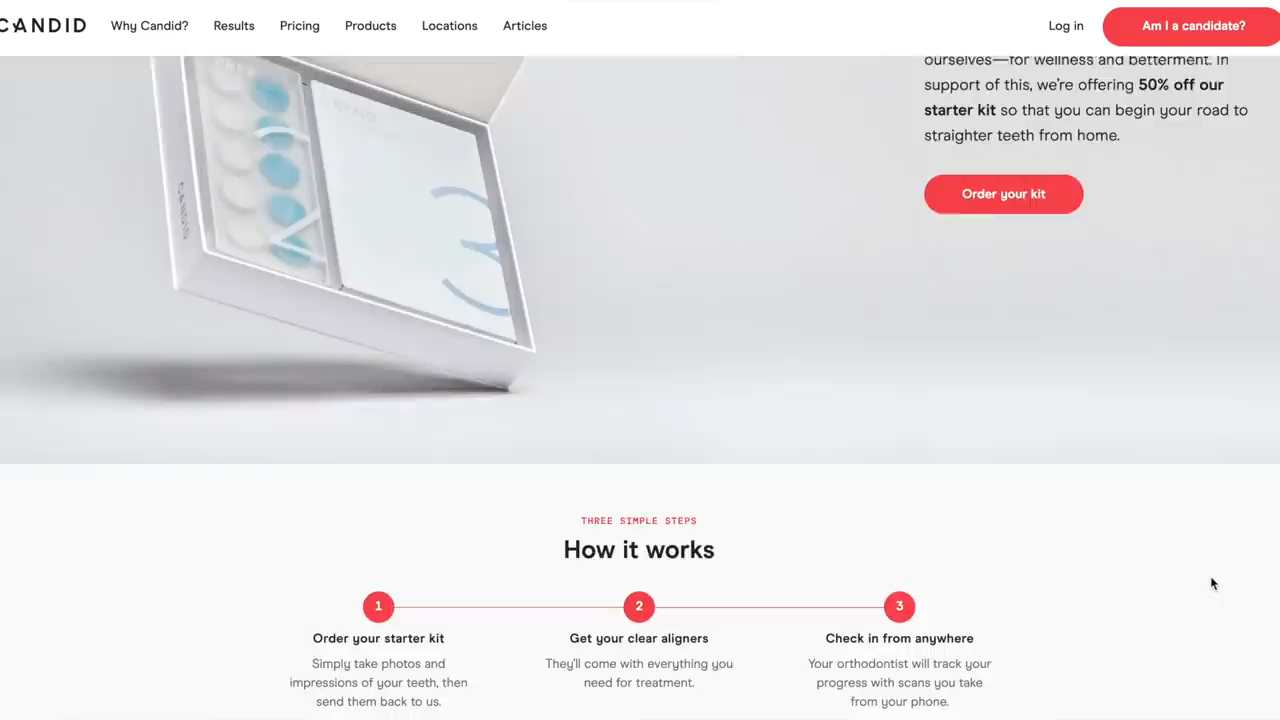 CANDID
Why Candid?
Results
Pricing
Products
Locations
Articles
Log in
Am I a candidate?
ourselves—for wellness and betterment. In
support of this, we're offering 50% off our
starter kit so that you can begin your road to
straighter teeth from home.
Order your kit
CANDID
THREE SIMPLE STEPS
How it works
1
2
3
Order your starter kit
Simply take photos and
impressions of your teeth, then
send them back to us.
Get your clear aligners
They'll come with everything you
need for treatment.
Check in from anywhere
Your orthodontist will track your
progress with scans you take
from your phone.